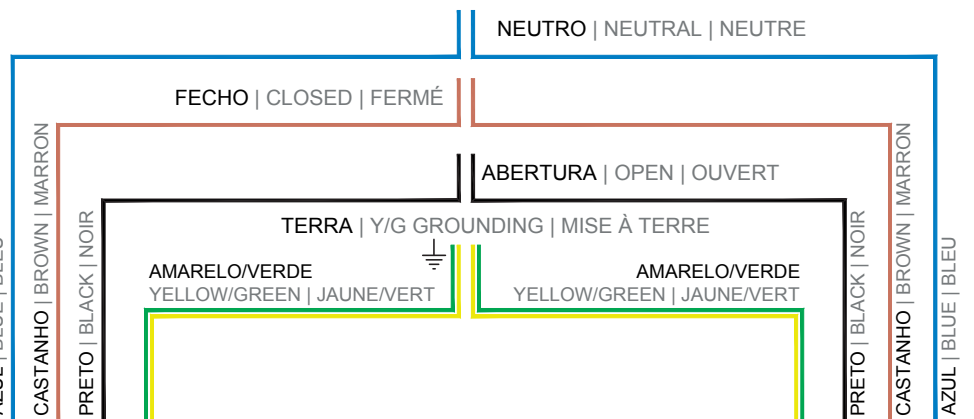 NEUTRO | NEUTRAL | NEUTRE
FECHO | CLOSED | FERMÉ
ABERTURA | OPEN | OUVERT
TERRA | Y/G GROUNDING | MISE À TERRE
AMARELO/VERDE
YELLOW/GREEN | JAUNE/VERT
AMARELO/VERDE
YELLOW/GREEN | JAUNE/VERT
CASTANHO | BROWN | MARRON
PRETO | BLACK | NOIR
PRETO | BLACK | NOIR
CASTANHO | BROWN | MARRON
AZUL | BLUE | BLEU